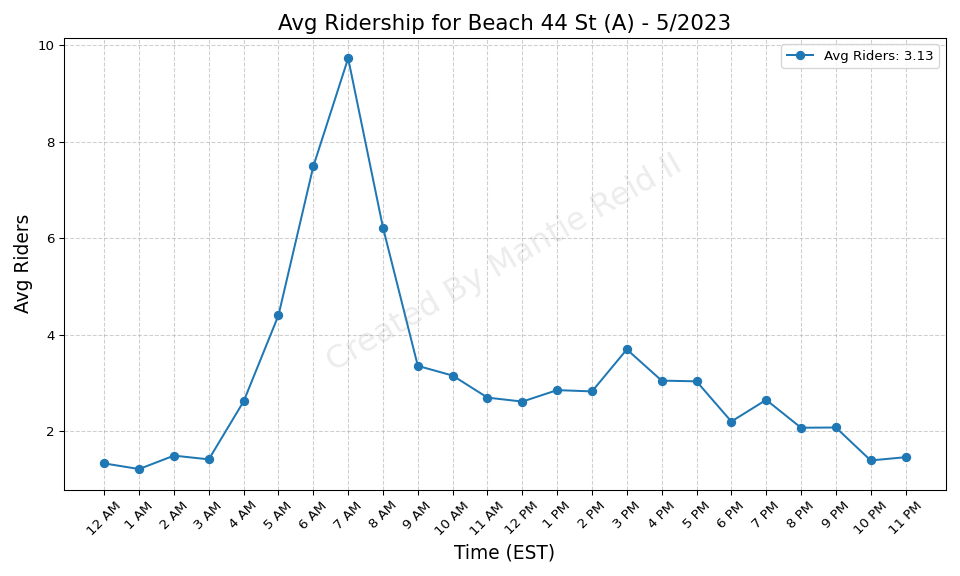 Avg Ridership for Beach 44 St (A) - 5/2023
Avg Riders: 3.13
10
8
6
4
2
Avg Riders
Created By Mantie Reid II
12 AM
1 AM
2 AM
3 AM
4 AM
5 AM
6 AM
7 AM
8 AM
9 AM
10 AM
11 AM
12 PM
1 PM
2 PM
3 PM
4 PM
5 PM
6 PM
7 PM
8 PM
9 PM
10 PM
11 PM
Time (EST)